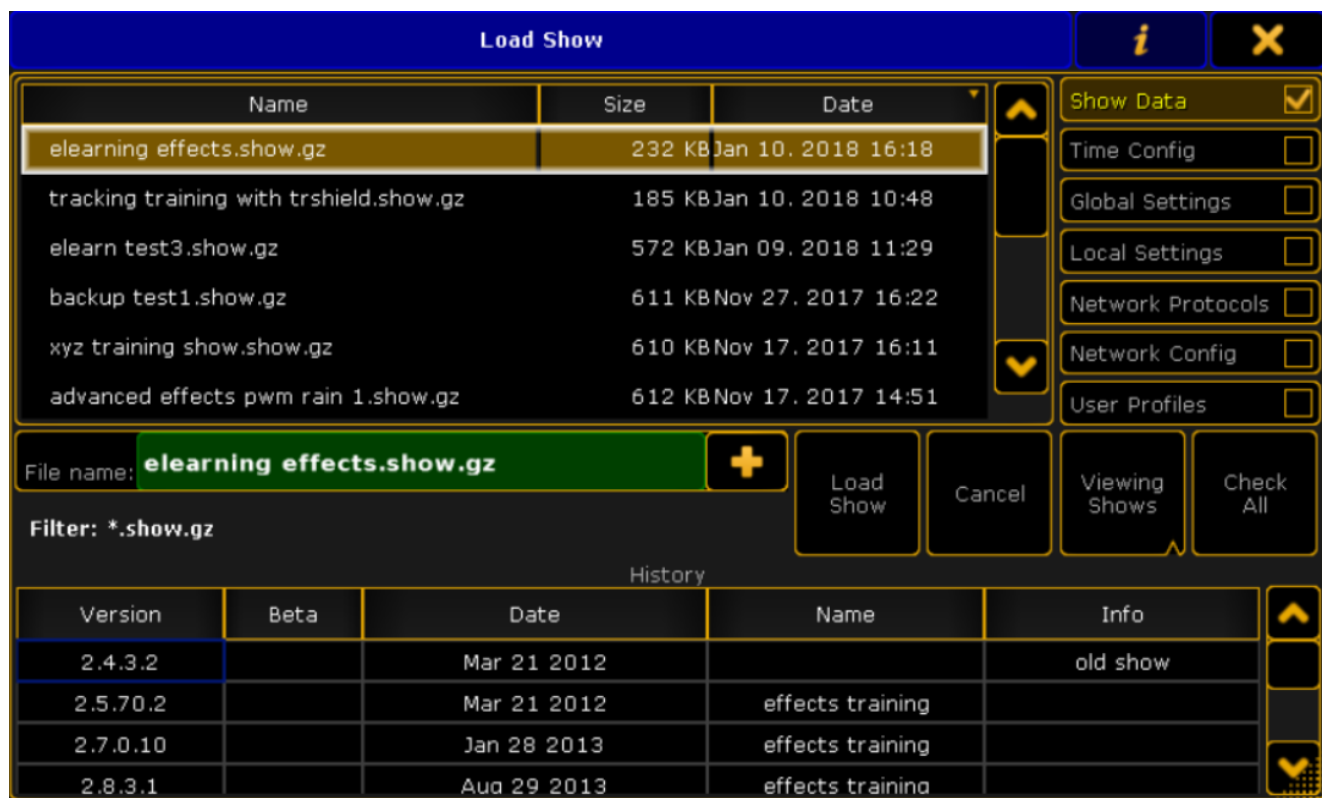 Load Show i
Name Size Date
elearning effects.show.gz 232 KB Jan 10. 2018 16:18
tracking training with trshield.show.gz 185 KB Jan 10. 2018 10:48
elearn test3.show.gz 572 KB Jan 09. 2018 11:29
backup test1.show.gz 611 KB Nov 27. 2017 16:22
xyz training show.show.gz 610 KB Nov 17. 2017 16:11
advanced effects pwm rain 1.show.gz 612 KB Nov 17. 2017 14:51
Show Data
Time Config
Global Settings
Local Settings
Network Protocols
Network Config
User Profiles
File name: elearning effects.show.gz
Filter: *.show.gz
Load
Show
Cancel
Viewing
Shows
Check
All
History
Version Beta Date Name Info
2.4.3.2 Mar 21 2012 old show
2.5.70.2 Mar 21 2012 effects training
2.7.0.10 Jan 28 2013 effects training
2.8.3.1 Aug 29 2013 effects training